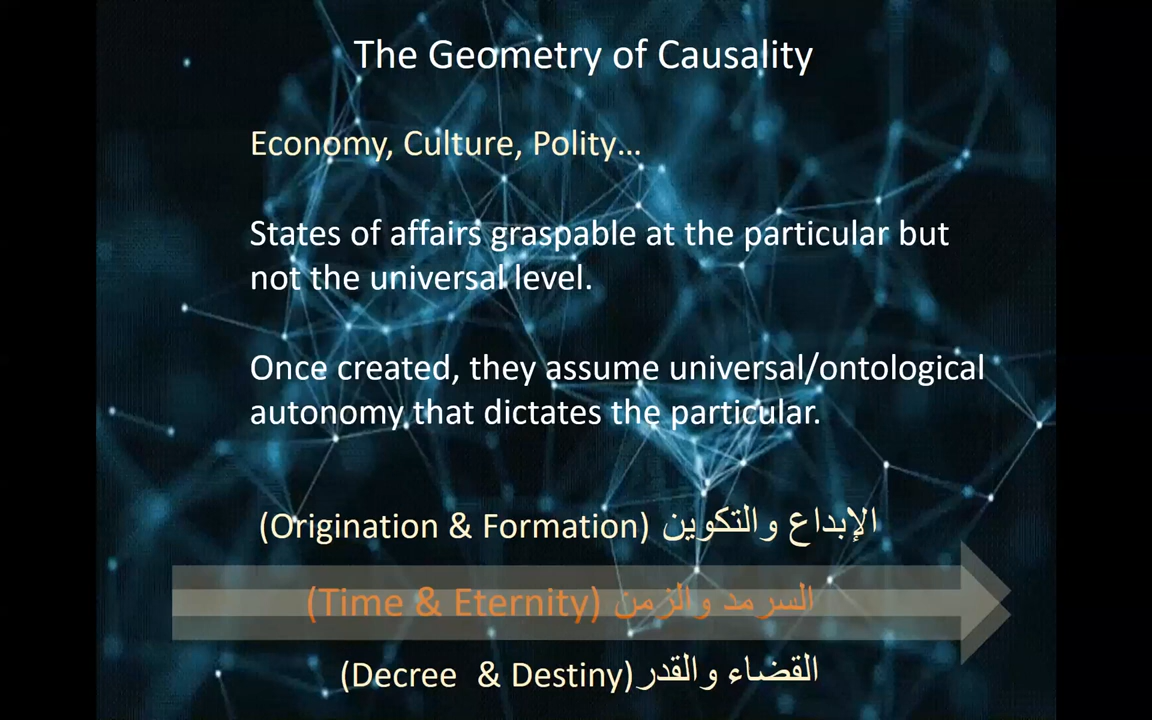 The Geometry of Causality
Economy, Culture, Polity...
States of affairs graspable at the particular but
not the universal level.
Once created, they assume universal/ontological
autonomy that dictates the particular.
(Origination & Formation) الإبداع والتكوين
(Time & Eternity) السرمد والزمن
(Decree & Destiny) القضاء والقدر